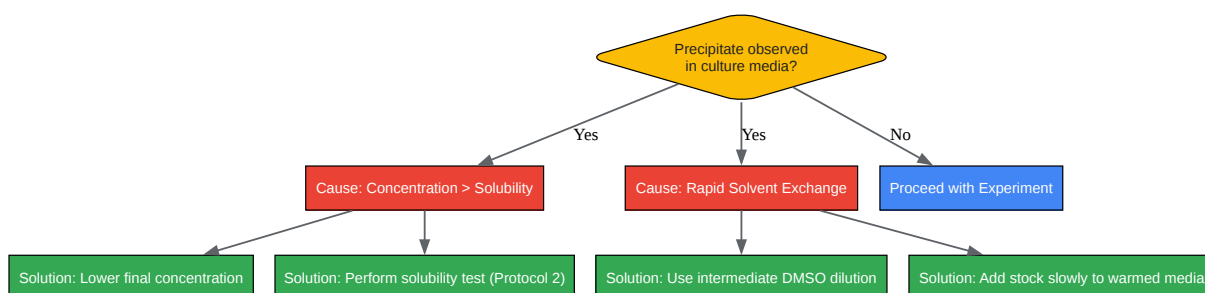 Precipitate observed
in culture media?
Yes
Yes
No
Cause: Concentration > Solubility
Cause: Rapid Solvent Exchange
Proceed with Experiment
Solution: Lower final concentration
Solution: Perform solubility test (Protocol 2)
Solution: Use intermediate DMSO dilution
Solution: Add stock slowly to warmed media